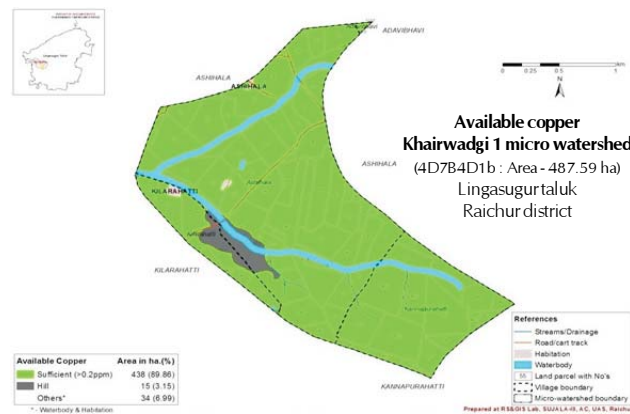 ADAVIBHAVI
ASHIHALA
ASHIHALA
ASHIHALA
KILARAHATTI
KILARAHATTI
KANNAPURAHATTI
0 0.25 0.5 1
Km
N
Available copper
Khairwadgi 1 micro watershed
(4D7B4D1b : Area - 487.59 ha)
Lingasugur taluk
Raichur district
References
Streams/Drainage
Road/cart track
Habitation
Waterbody
55 Land parcel with No's
Village boundary
Micro-watershed boundary
Available Copper Area in ha.(%)
Sufficient (>0.2ppm) 438 (89.86)
Hill 15 (3.15)
Others* 34 (6.99)
* - Waterbody & Habitation
Prepared at RS&GIS Lab, SUJALA-III, AC, UAS, Raichur